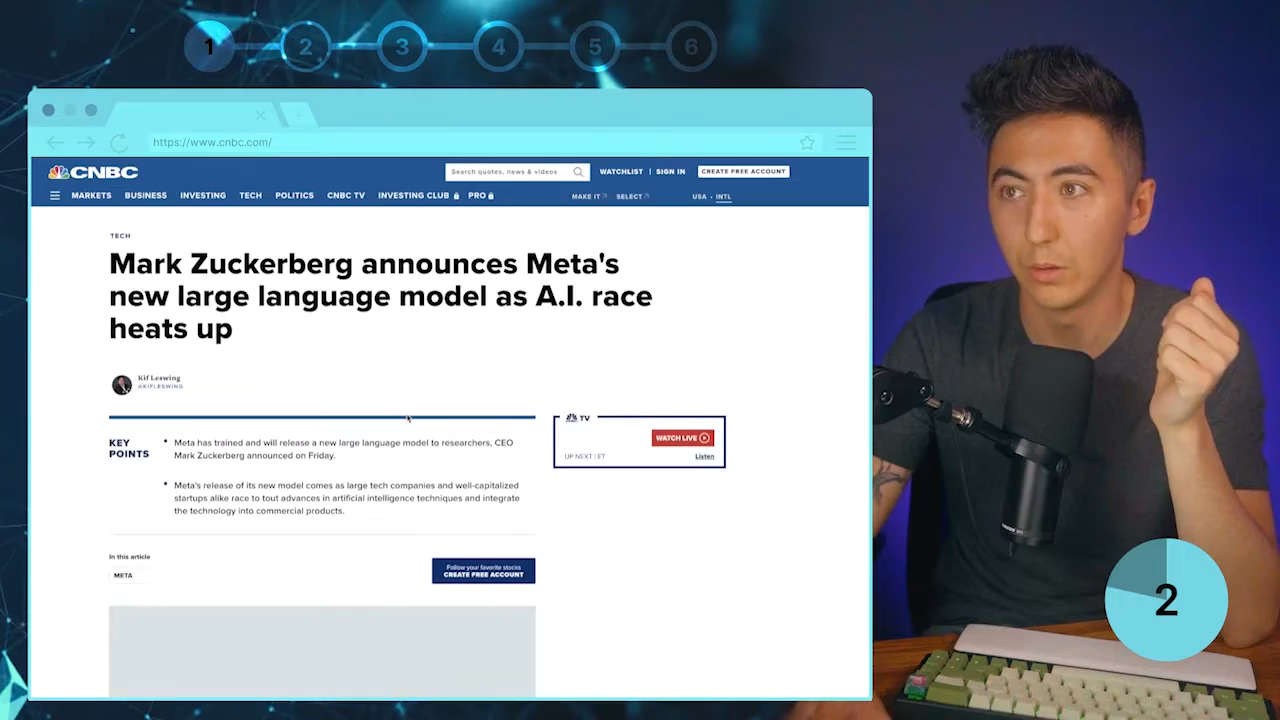 1 2 3 4 5 6
https://www.cnbc.com/
CNBC
Search quotes, news & videos
WATCHLIST | SIGN IN
CREATE FREE ACCOUNT
MARKETS BUSINESS INVESTING TECH POLITICS CNBC TV INVESTING CLUB PRO
MAKE IT SELECT
USA • INTL
TECH
Mark Zuckerberg announces Meta's
new large language model as A.I. race
heats up
Kif Leswing
@KIFLESWING
KEY
POINTS
• Meta has trained and will release a new large language model to researchers, CEO
Mark Zuckerberg announced on Friday.
• Meta's release of its new model comes as large tech companies and well-capitalized
startups alike race to tout advances in artificial intelligence techniques and integrate
the technology into commercial products.
TV
WATCH LIVE
UP NEXT | ET
Listen
In this article
META
Follow your favorite stocks
CREATE FREE ACCOUNT
2